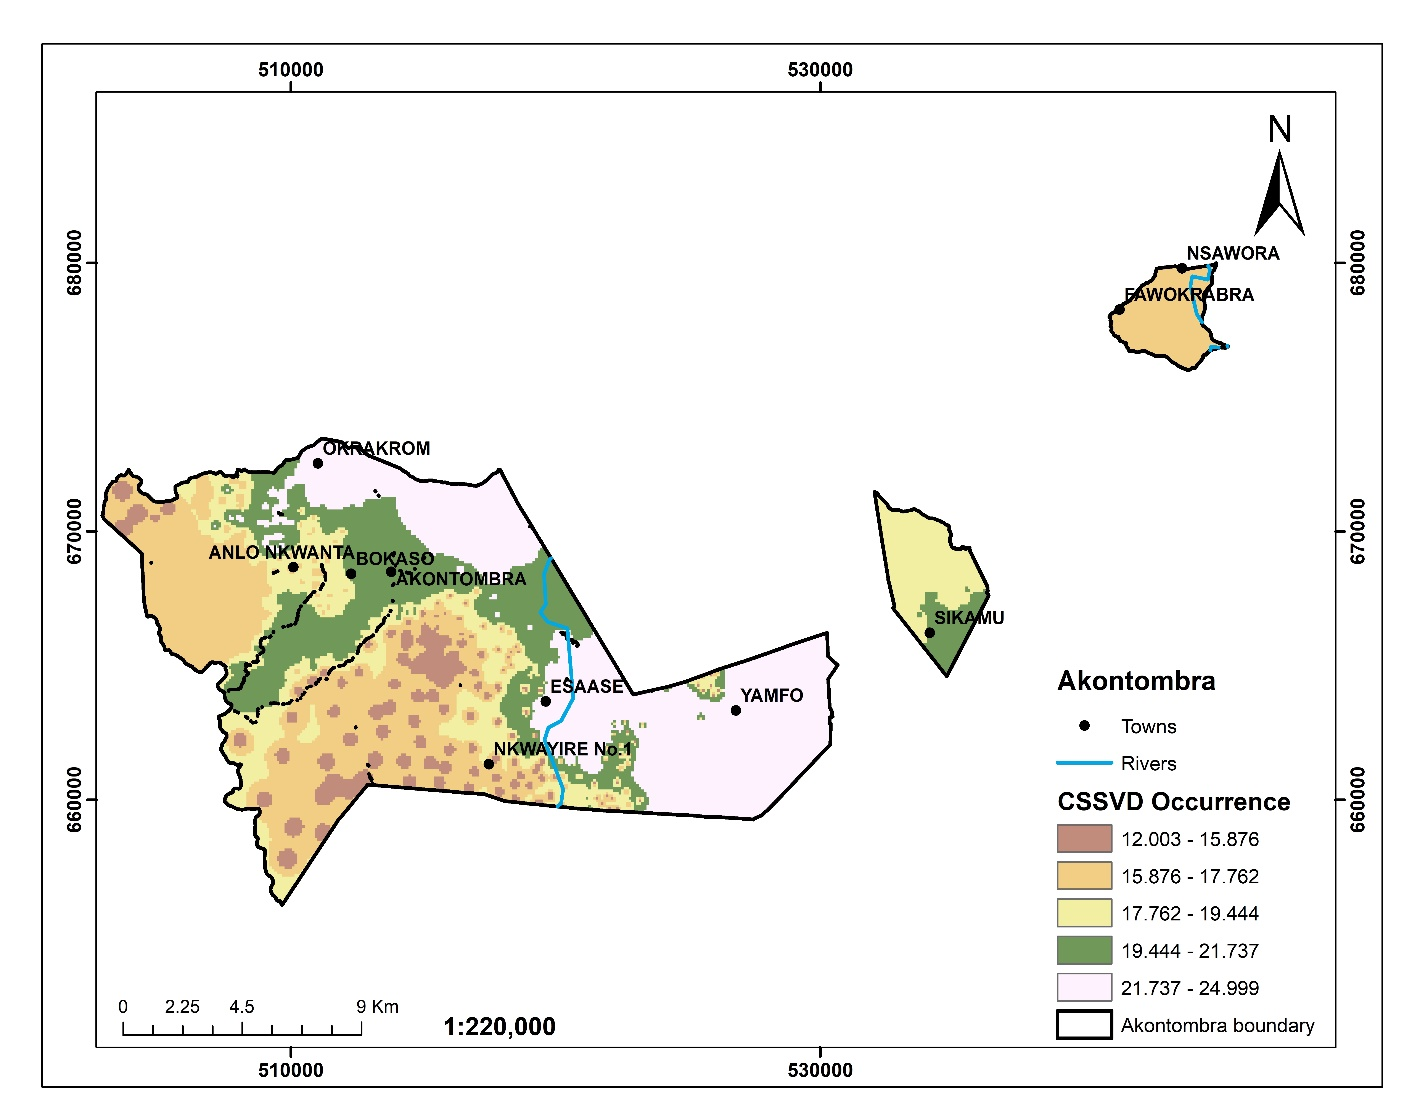 510000
530000
N
680000
680000
NSAWORA
FAWOKRABRA
OKRAKROM
670000
670000
ANLO NKWANTA
BOKASO
AKONTOMBRA
SIKAMU
ESAASE
YAMFO
NKWAYIRE No.1
660000
660000
Akontombra
Towns
Rivers
CSSVD Occurrence
12.003 - 15.876
15.876 - 17.762
17.762 - 19.444
19.444 - 21.737
21.737 - 24.999
Akontombra boundary
0 2.25 4.5 9 Km
1:220,000
510000
530000